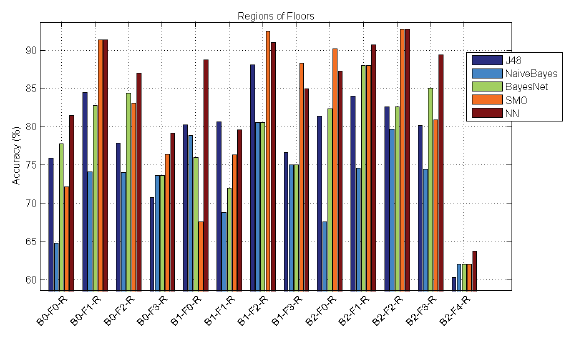 Regions of Floors
Accuracy (%)
90
85
80
75
70
65
60
J48
NaiveBayes
BayesNet
SMO
NN
B0-F0-R
B0-F1-R
B0-F2-R
B0-F3-R
B1-F0-R
B1-F1-R
B1-F2-R
B1-F3-R
B2-F0-R
B2-F1-R
B2-F2-R
B2-F3-R
B2-F4-R